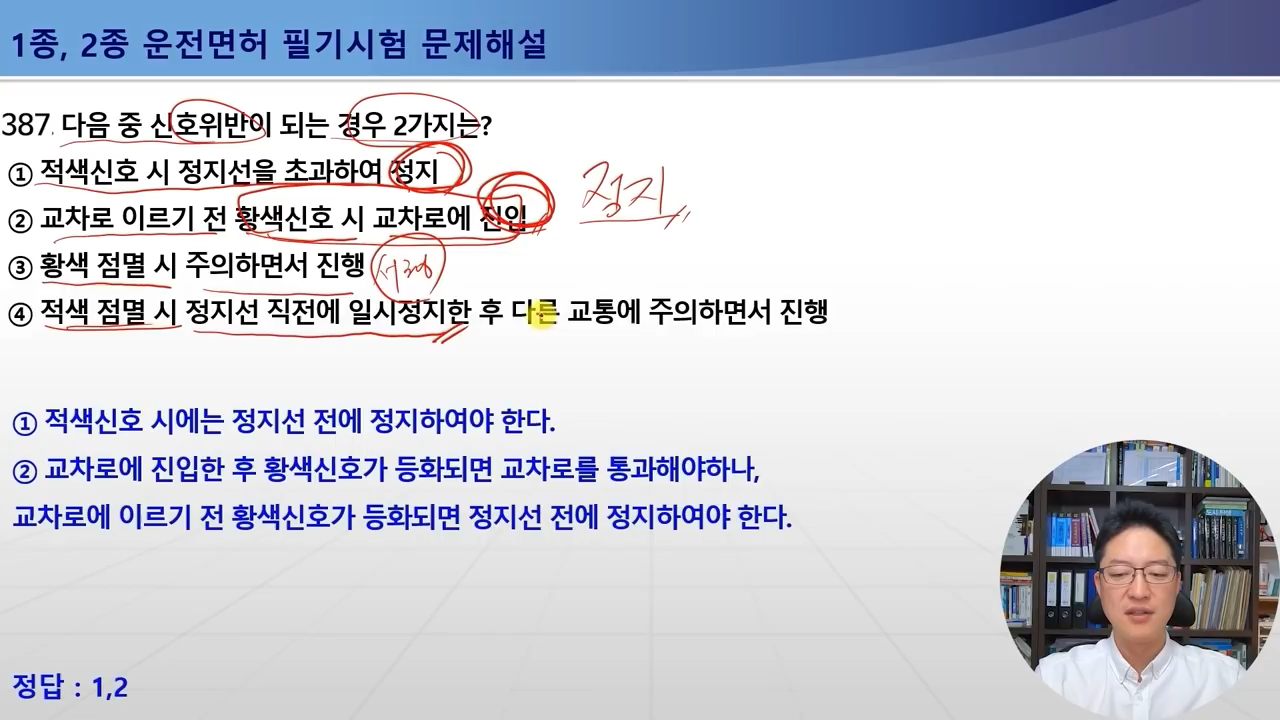 1종, 2종 운전면허 필기시험 문제해설
387. 다음 중 신호위반이 되는 경우 2가지는?
① 적색신호 시 정지선을 초과하여 정지
② 교차로 이르기 전 황색신호 시 교차로에 진입
정지
③ 황색 점멸 시 주의하면서 진행
서행
④ 적색 점멸 시 정지선 직전에 일시정지한 후 다른 교통에 주의하면서 진행
① 적색신호 시에는 정지선 전에 정지하여야 한다.
② 교차로에 진입한 후 황색신호가 등화되면 교차로를 통과해야하나,
교차로에 이르기 전 황색신호가 등화되면 정지선 전에 정지하여야 한다.
정답 : 1,2